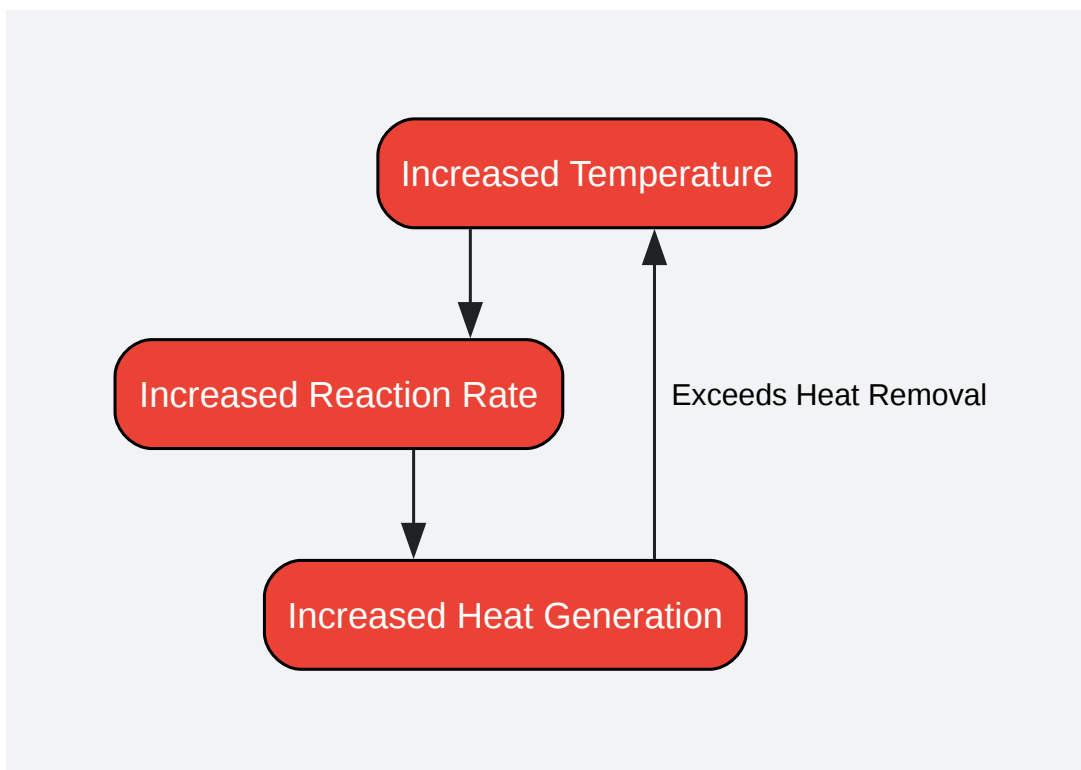 Increased Temperature
Increased Reaction Rate
Exceeds Heat Removal
Increased Heat Generation